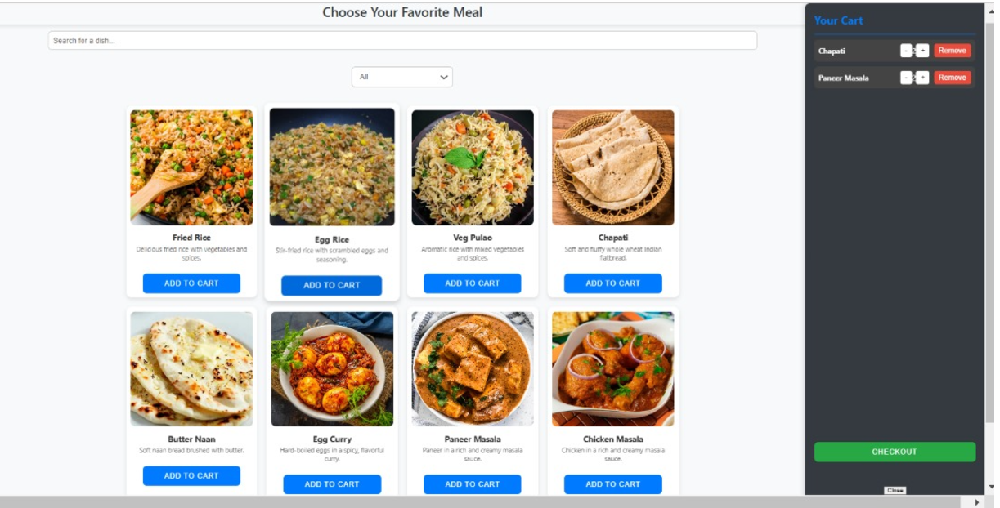 Choose Your Favorite Meal
Search for a dish...
All
Fried Rice
Delicious fried rice with vegetables and
spices.
ADD TO CART
Egg Rice
Stir-fried rice with scrambled eggs and
seasoning.
ADD TO CART
Veg Pulao
Aromatic rice with mixed vegetables
and spices.
ADD TO CART
Chapati
Soft and fluffy whole wheat Indian
flatbread.
ADD TO CART
Butter Naan
Soft naan bread brushed with butter.
ADD TO CART
Egg Curry
Hard-boiled eggs in a spicy, flavorful
curry.
ADD TO CART
Paneer Masala
Paneer in a rich and creamy masala
sauce.
ADD TO CART
Chicken Masala
Chicken in a rich and creamy masala
sauce.
ADD TO CART
Your Cart
Chapati - 2 + Remove
Paneer Masala - 2 + Remove
CHECKOUT
Close